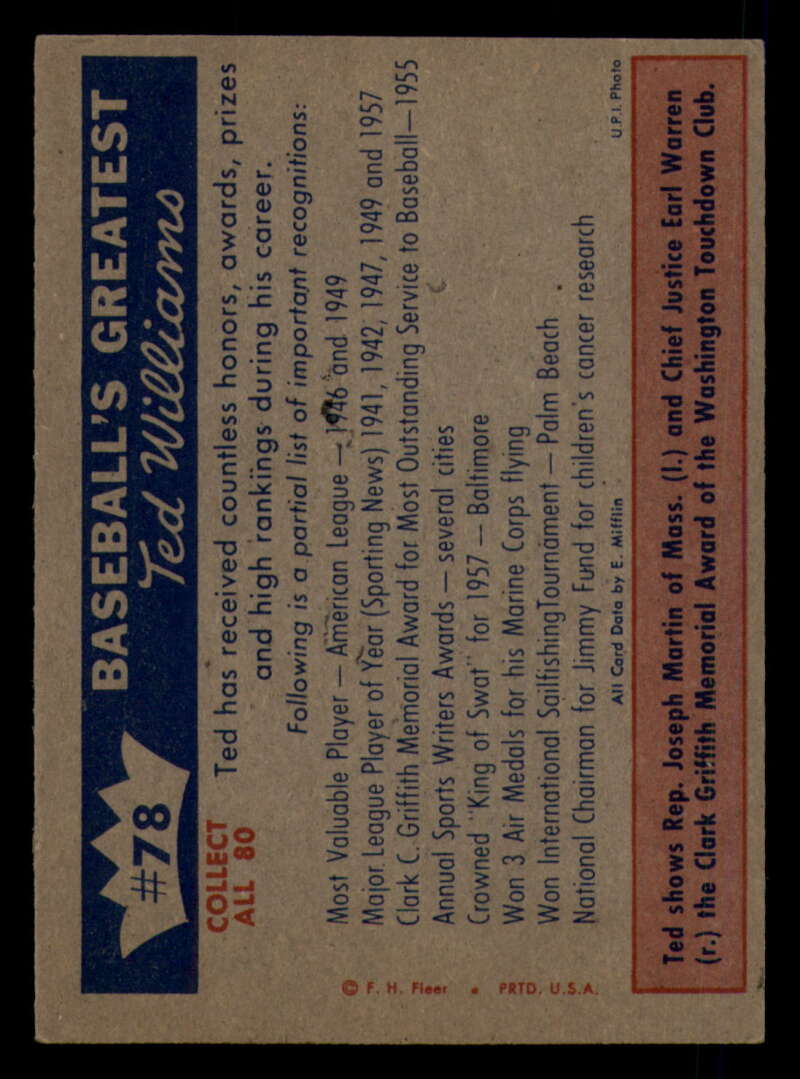 #78
BASEBALL'S GREATEST
Ted Williams
COLLECT
ALL 80
Ted has received countless honors, awards, prizes
and high rankings during his career.
Following is a partial list of important recognitions:
Most Valuable Player — American League — 1946 and 1949
Major League Player of Year (Sporting News) 1941, 1942, 1947, 1949 and 1957
Clark C. Griffith Memorial Award for Most Outstanding Service to Baseball—1955
Annual Sports Writers Awards — several cities
Crowned "King of Swat" for 1957 — Baltimore
Won 3 Air Medals for his Marine Corps flying
Won International Sailfishing Tournament — Palm Beach
National Chairman for Jimmy Fund for children's cancer research
© F. H. Fleer • PRTD. U.S.A.
All Card Data by E. Mifflin
U.P.I. Photo
Ted shows Rep. Joseph Martin of Mass. (l.) and Chief Justice Earl Warren
(r.) the Clark Griffith Memorial Award of the Washington Touchdown Club.